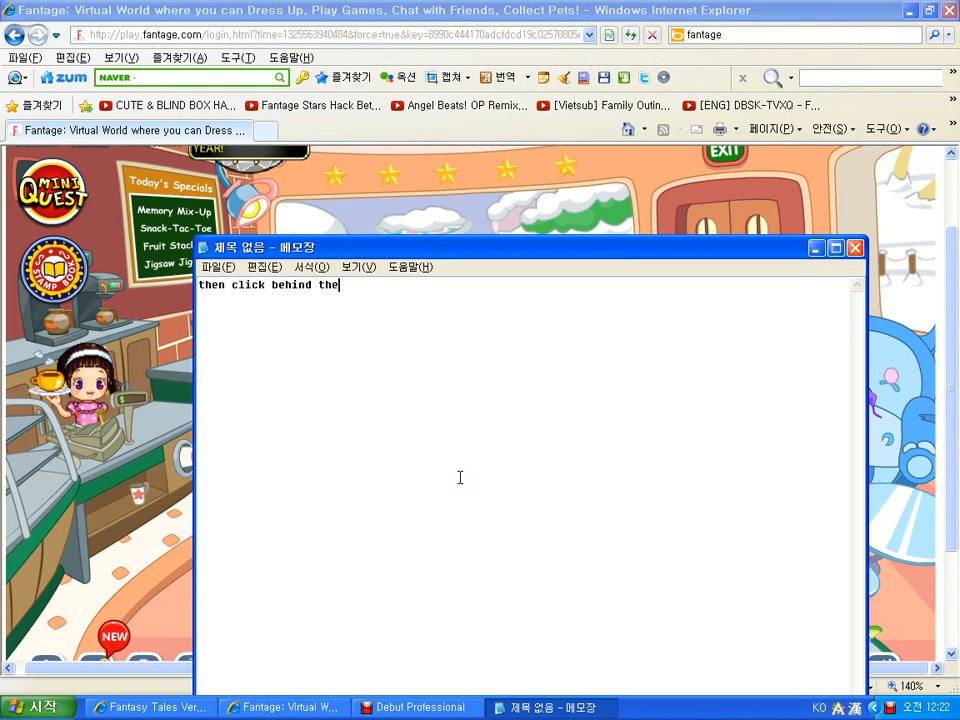 Fantage: Virtual World where you can Dress Up, Play Games, Chat with Friends, Collect Pets! - Windows Internet Explorer
http://play.fantage.com/login.html?time=1325563940484&force=true&key=8990c444170adcfdcd19c02570805
fantage
파일(F) 편집(E) 보기(V) 즐겨찾기(A) 도구(T) 도움말(H)
zum NAVER 즐겨찾기 옥션 캡쳐 번역
즐겨찾기 CUTE & BLIND BOX HA... Fantage Stars Hack Bet... Angel Beats! OP Remix... [Vietsub] Family Outin... [ENG] DBSK-TVXQ - F...
Fantage: Virtual World where you can Dress ...
페이지(P) 안전(S) 도구(O)
YEAR!
EXIT
MINI QUEST
Today's Specials
Memory Mix-Up
Snack-Tac-Toe
Fruit Stac
Jigsaw Jig
STAMP BOOK
제목 없음 - 메모장
파일(F) 편집(E) 서식(O) 보기(V) 도움말(H)
then click behind the
NEW
140%
시작 Fantasy Tales Ver... Fantage: Virtual W... Debut Professional 제목 없음 - 메모장 KO A 漢 오전 12:22